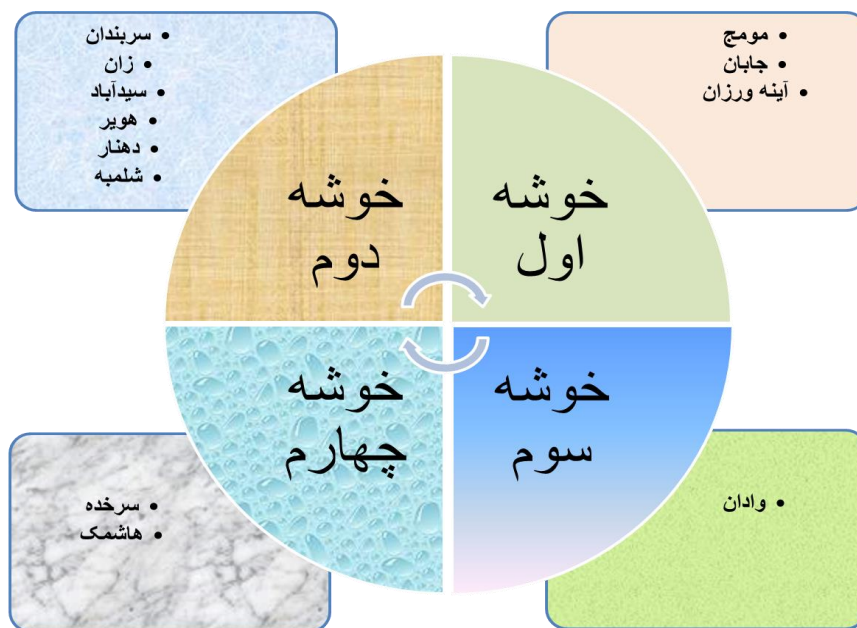 مومج
جابان
آینه ورزان
سربندان
زان
سیدآباد
هویر
دهنار
شلمبه
خوشه
اول
خوشه
دوم
خوشه
سوم
خوشه
چهارم
وادان
سرخده
هاشمک